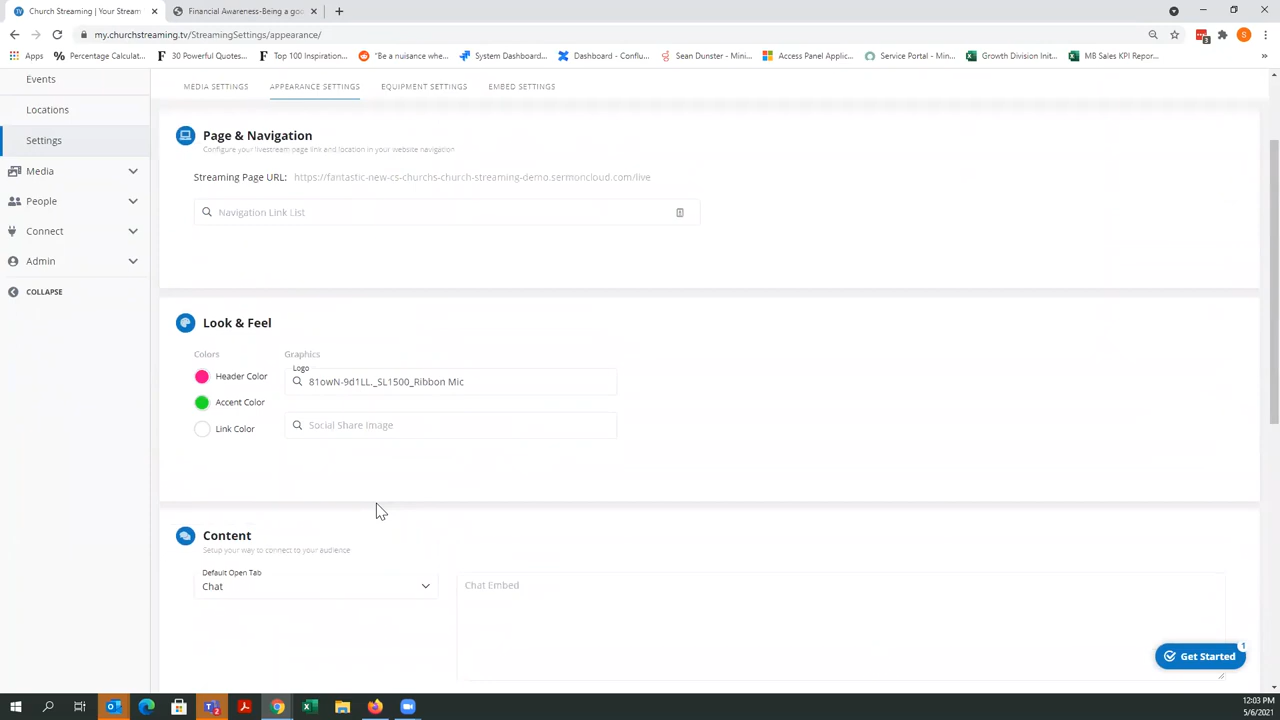 Church Streaming | Your Stream
Financial Awareness-Being a goo
my.churchstreaming.tv/StreamingSettings/appearance/
3
S
Apps
Percentage Calculat...
30 Powerful Quotes...
Top 100 Inspiration...
"Be a nuisance whe...
System Dashboard...
Dashboard - Conflu...
Sean Dunster - Mini...
Access Panel Applic...
Service Portal - Min...
Growth Division Init...
MB Sales KPI Repor...
Events
Locations
Settings
Media
People
Connect
Admin
COLLAPSE
MEDIA SETTINGS
APPEARANCE SETTINGS
EQUIPMENT SETTINGS
EMBED SETTINGS
Page & Navigation
Configure your livestream page link and location in your website navigation
Streaming Page URL: https://fantastic-new-cs-churchs-church-streaming-demo.sermoncloud.com/live
Navigation Link List
Look & Feel
Colors
Graphics
Header Color
Accent Color
Link Color
Logo
81owN-9d1LL._SL1500_Ribbon Mic
Social Share Image
Content
Setup your way to connect to your audience
Default Open Tab
Chat
Chat Embed
Get Started
1
12:03 PM
5/6/2021